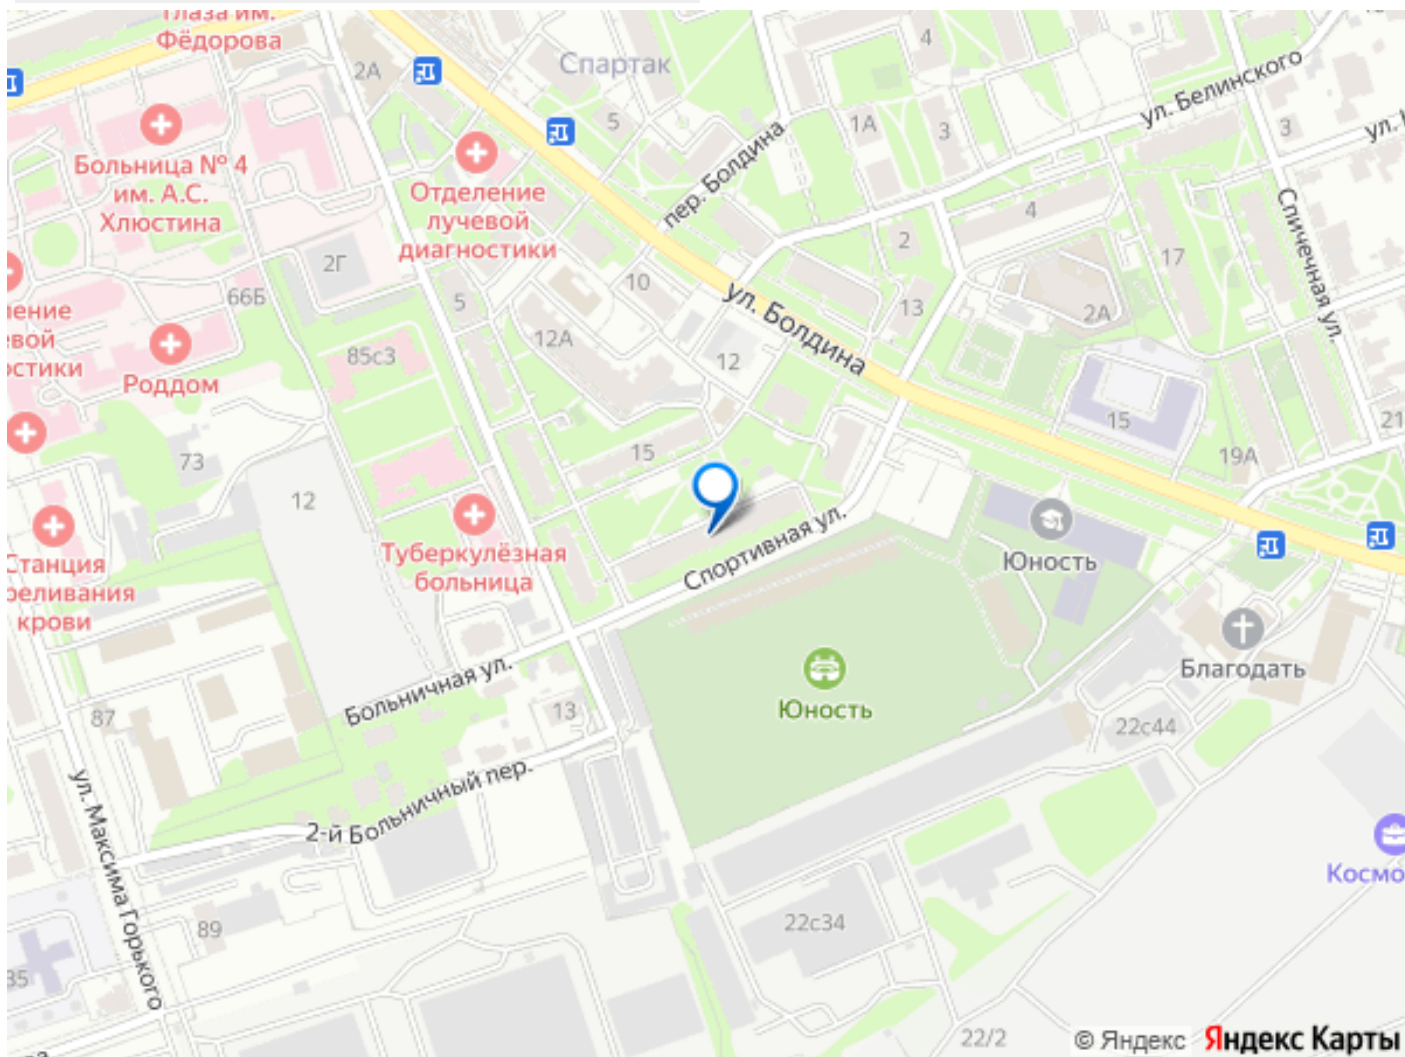 Глаза им.
Фёдорова
2А
Спартак
4
5
1А
3
ул. Белинского
3
Больница № 4
им. А.С.
Хлюстина
Отделение
лучевой
диагностики
пер. Болдина
4
2
Спичечная ул.
17
2Г
66Б
5
10
ул. Болдина
13
2А
12А
12
85с3
Роддом
15
21
19А
73
15
12
Туберкулёзная
больница
Спортивная ул.
Юность
Станция
переливания
крови
Благодать
Больничная ул.
Юность
87
13
22с44
ул. Максима Горького
2-й Больничный пер.
89
22с34
35
22/2
© Яндекс Яндекс Карты